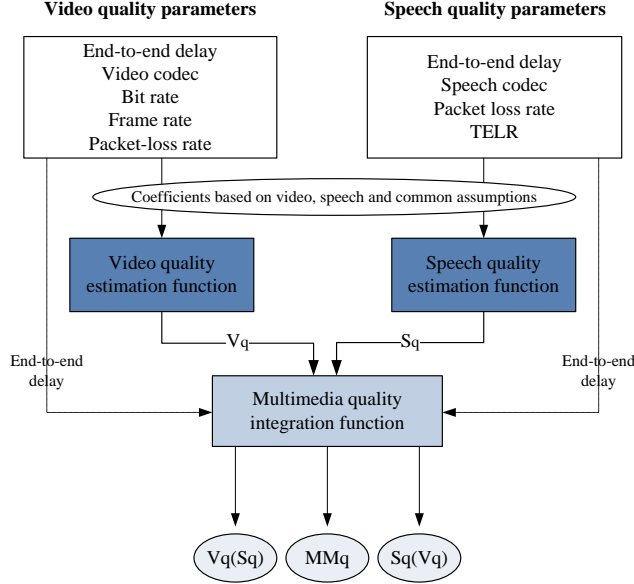 Video quality parameters
Speech quality parameters
End-to-end delay
Video codec
Bit rate
Frame rate
Packet-loss rate
End-to-end delay
Speech codec
Packet loss rate
TELR
Coefficients based on video, speech and common assumptions
Video quality
estimation function
Speech quality
estimation function
Vq
Sq
End-to-end
delay
End-to-end
delay
Multimedia quality
integration function
Vq(Sq)
MMq
Sq(Vq)